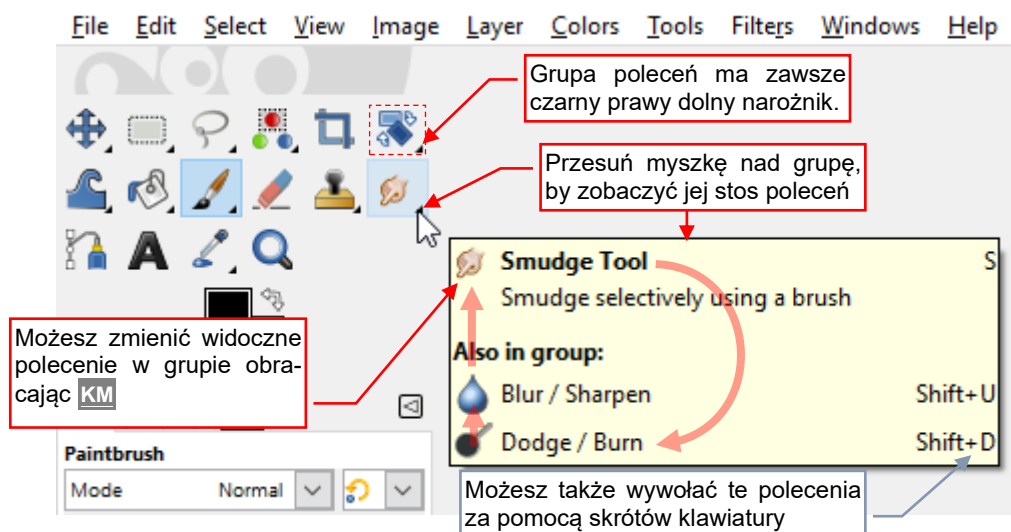 File Edit Select View Image Layer Colors Tools Filters Windows Help
Grupa poleceń ma zawsze
czarny prawy dolny narożnik.
Przesuń myszkę nad grupę,
by zobaczyć jej stos poleceń
Smudge Tool S
Smudge selectively using a brush
Also in group:
Blur / Sharpen Shift+U
Dodge / Burn Shift+D
Możesz zmienić widoczne
polecenie w grupie obra-
cając KM
Paintbrush
Mode Normal
Możesz także wywołać te polecenia
za pomocą skrótów klawiatury